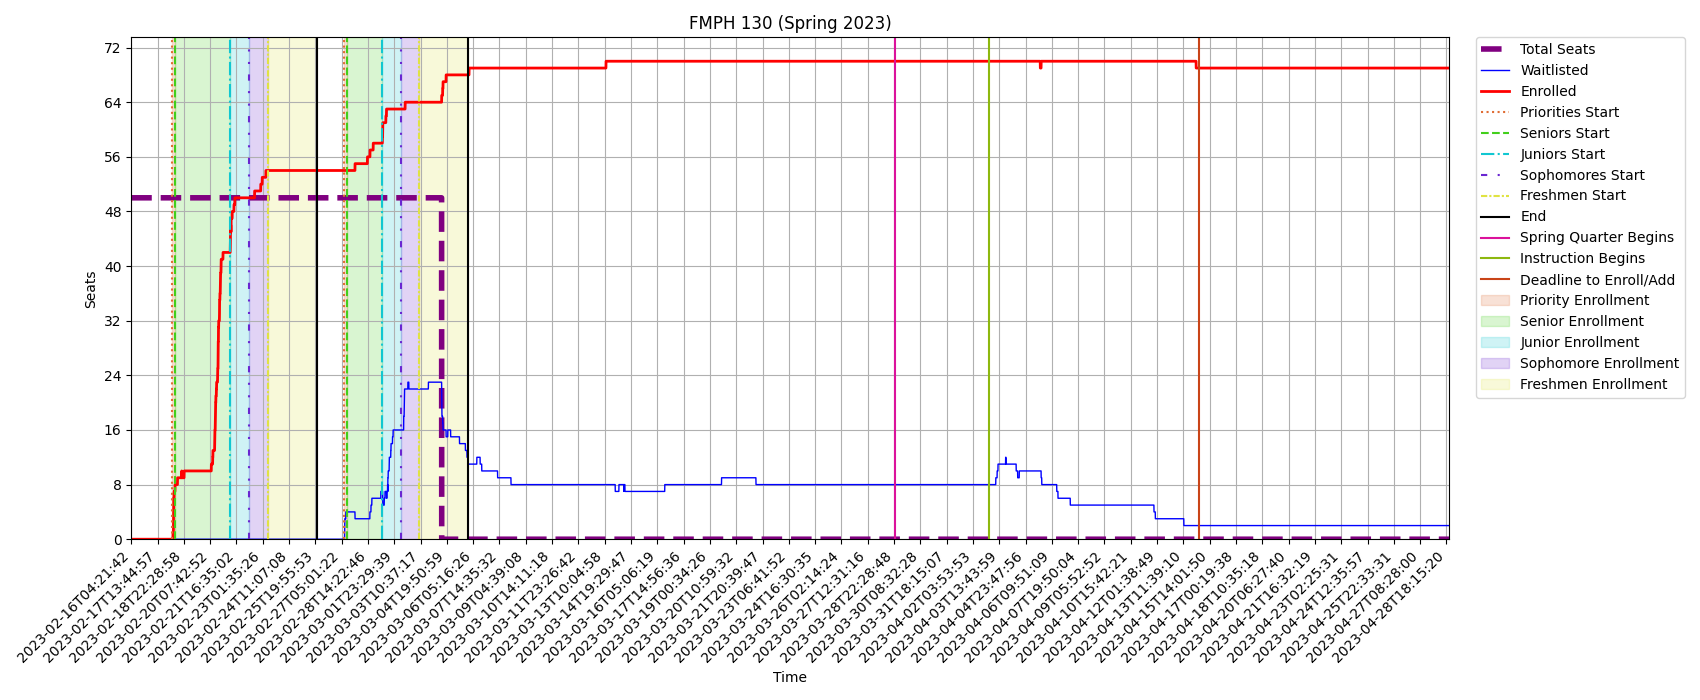 FMPH 130 (Spring 2023)
Seats
72
64
56
48
40
32
24
16
8
0
2023-02-16T04:21:42
2023-02-17T13:44:57
2023-02-18T22:28:58
2023-02-20T07:42:52
2023-02-21T16:35:02
2023-02-23T01:35:26
2023-02-24T11:07:08
2023-02-25T19:55:53
2023-02-27T05:01:22
2023-02-28T14:22:46
2023-03-01T23:29:39
2023-03-03T10:37:17
2023-03-04T19:50:59
2023-03-06T05:16:26
2023-03-07T14:35:32
2023-03-09T04:39:08
2023-03-10T14:11:18
2023-03-11T23:26:42
2023-03-13T10:04:58
2023-03-14T19:29:47
2023-03-16T05:06:19
2023-03-17T14:56:36
2023-03-19T00:34:26
2023-03-20T10:59:32
2023-03-21T20:39:47
2023-03-23T06:41:52
2023-03-24T16:30:35
2023-03-26T02:14:24
2023-03-27T12:31:16
2023-03-28T22:28:48
2023-03-30T08:32:28
2023-03-31T18:15:07
2023-04-02T03:53:53
2023-04-03T13:43:59
2023-04-04T23:47:56
2023-04-06T09:51:09
2023-04-07T19:50:04
2023-04-09T05:52:52
2023-04-10T15:42:21
2023-04-12T01:38:49
2023-04-13T11:39:10
2023-04-15T14:01:50
2023-04-17T00:19:38
2023-04-18T10:35:18
2023-04-20T06:27:40
2023-04-21T16:32:19
2023-04-23T02:25:31
2023-04-24T12:35:57
2023-04-25T22:33:31
2023-04-27T08:28:00
2023-04-28T18:15:20
Time
Total Seats
Waitlisted
Enrolled
Priorities Start
Seniors Start
Juniors Start
Sophomores Start
Freshmen Start
End
Spring Quarter Begins
Instruction Begins
Deadline to Enroll/Add
Priority Enrollment
Senior Enrollment
Junior Enrollment
Sophomore Enrollment
Freshmen Enrollment